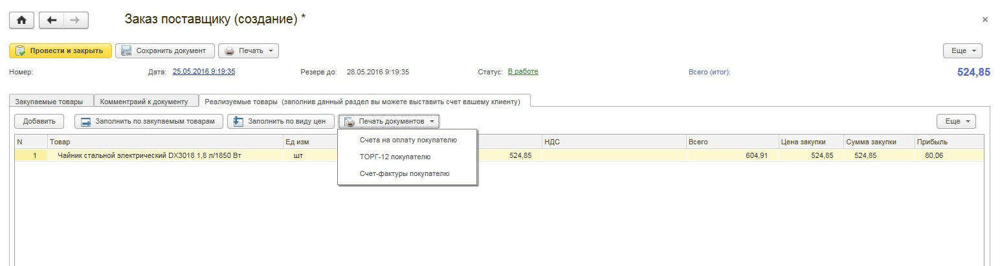 Заказ поставщику (создание) *
Провести и закрыть Сохранить документ Печать Еще
Номер: Дата: 25.05.2016 9:19:35 Резерв до: 28.05.2016 9:19:35 Статус: В работе Всего (итог): 524,85
Закупаемые товары Комментраий к документу Реализуемые товары (заполнив данный раздел вы можете выставить счет вашему клиенту)
Добавить Заполнить по закупаемым товарам Заполнить по виду цен Печать документов Еще
N Товар Ед изм НДС Всего Цена закупки Сумма закупки Прибыль
1 Чайник стальной электрический DX3018 1,8 л/1850 Вт шт 524,85 604,91 524,85 524,85 80,06
Счета на оплату покупателю
ТОРГ-12 покупателю
Счет-фактуры покупателю